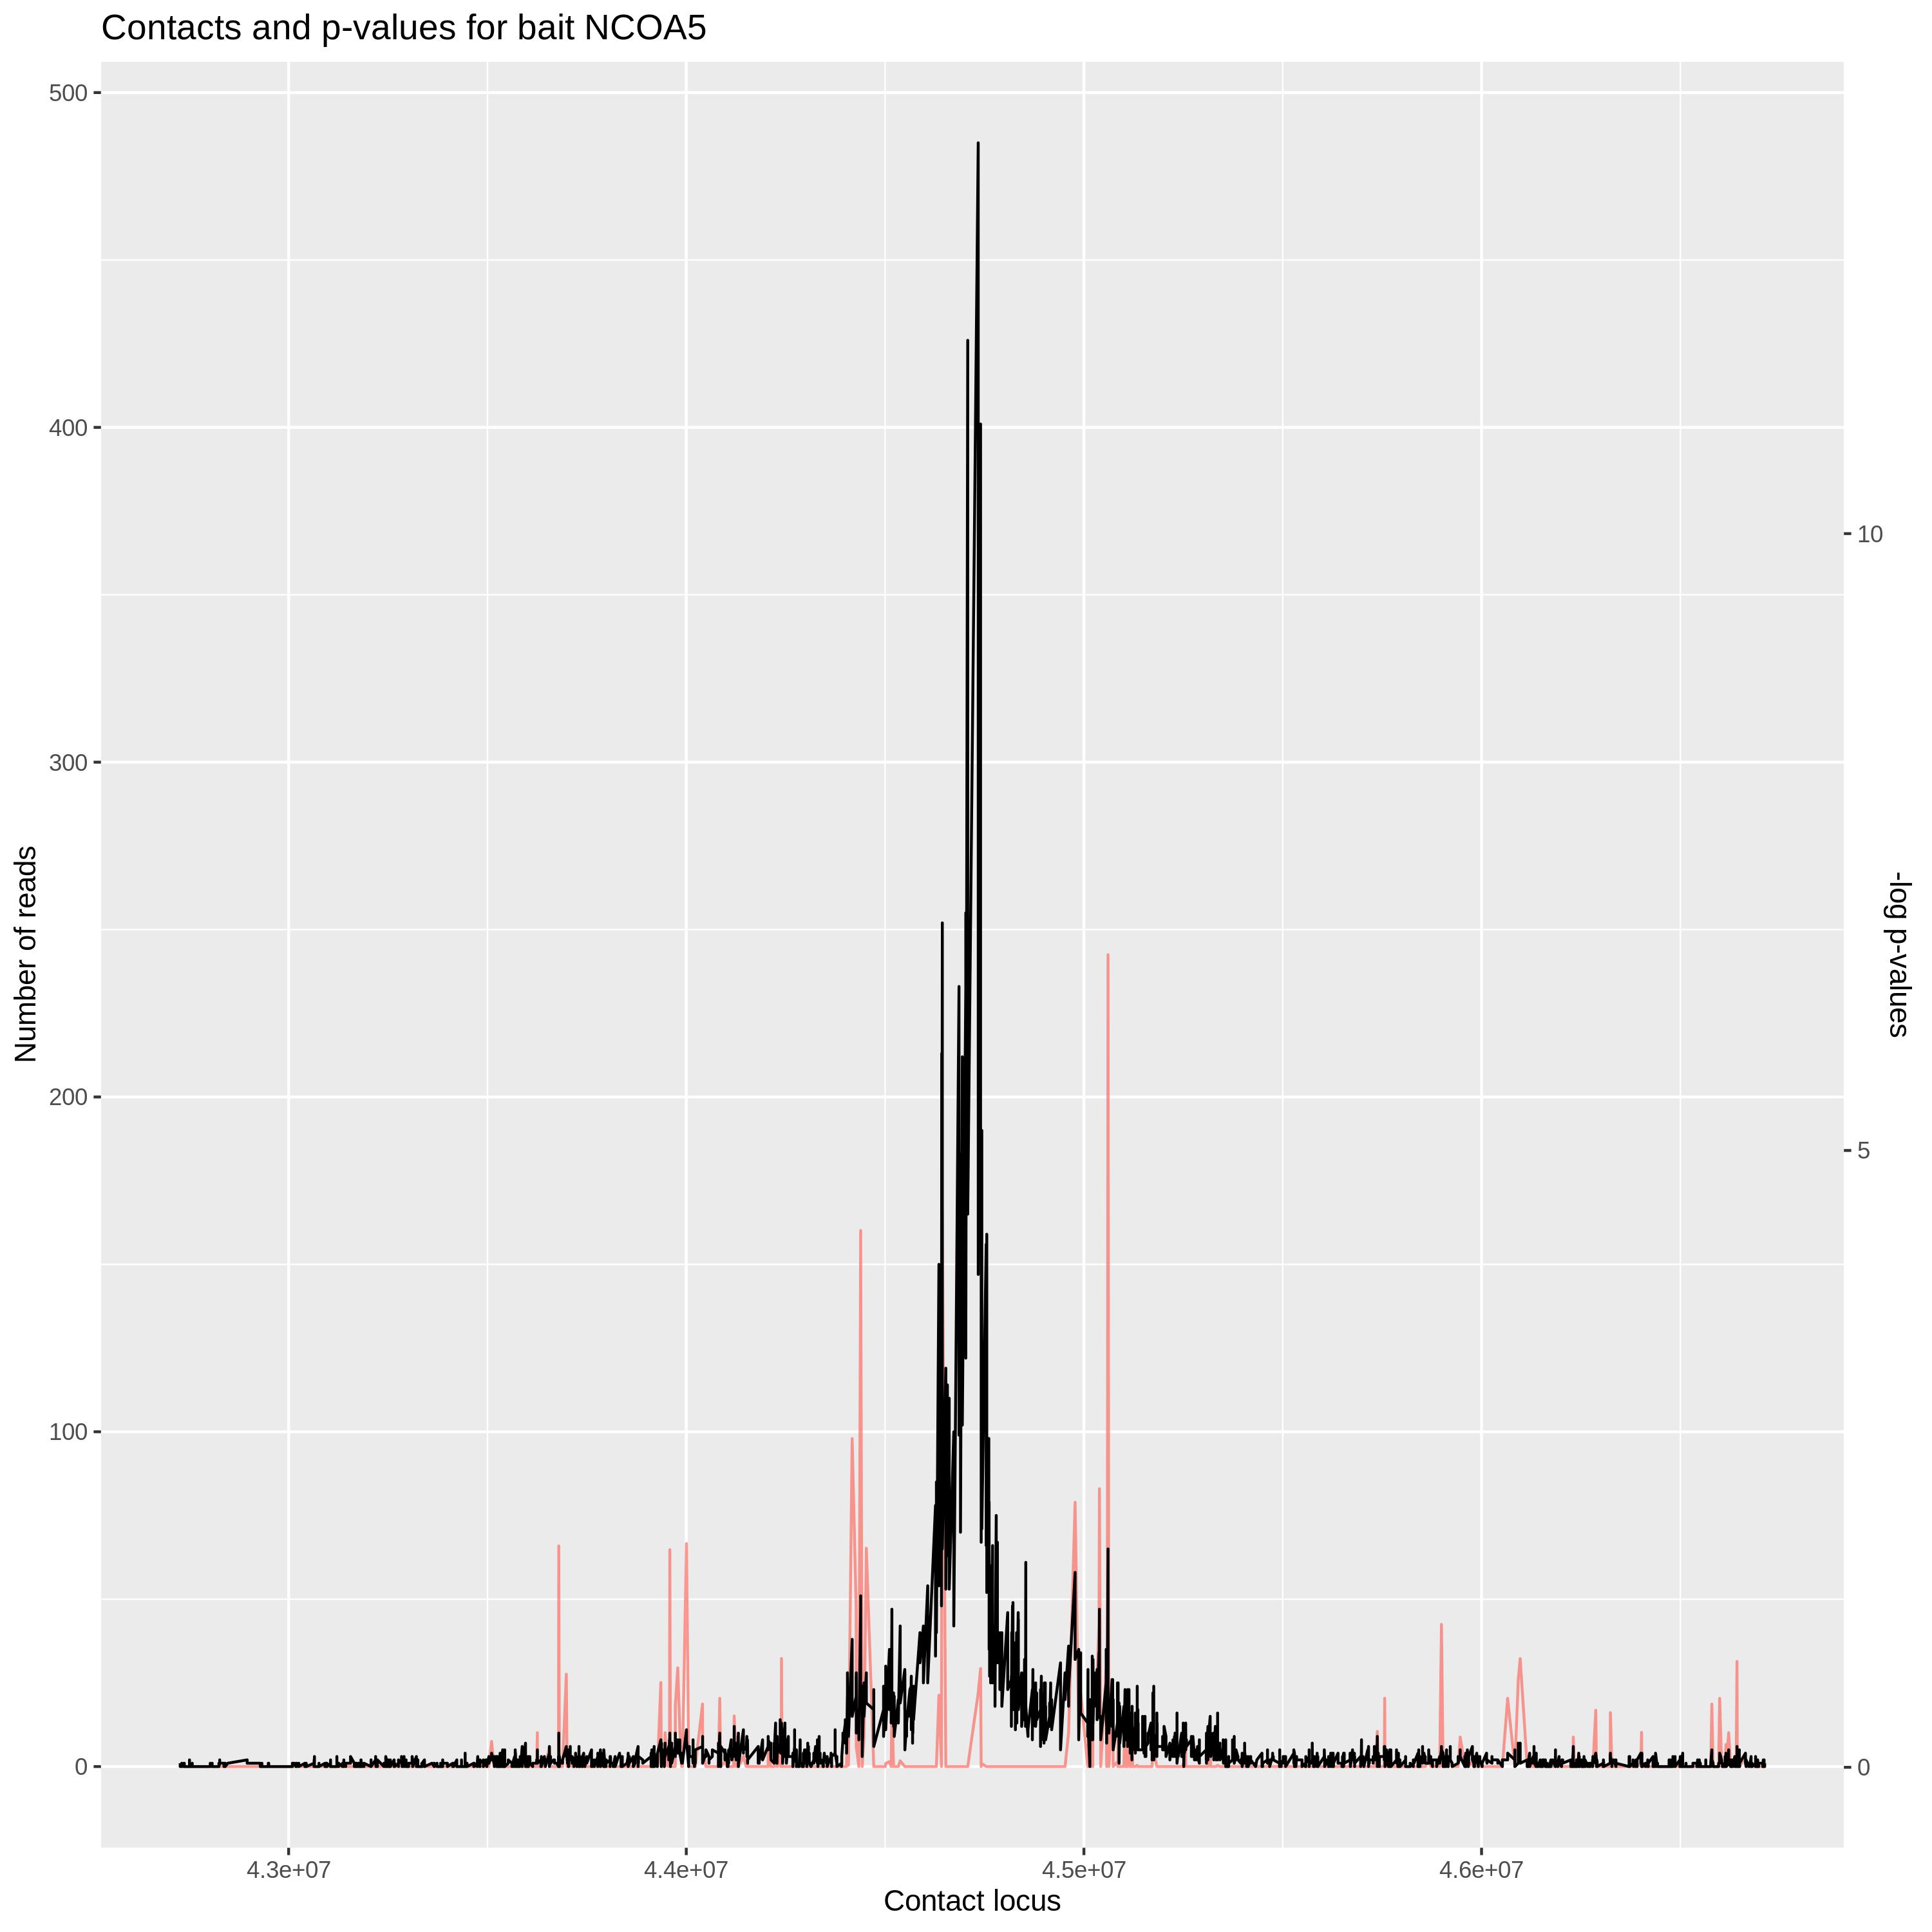 Contacts and p-values for bait NCOA5
500
400
300
200
100
0
Number of reads
10
5
0
-log p-values
4.3e+07
4.4e+07
4.5e+07
4.6e+07
Contact locus